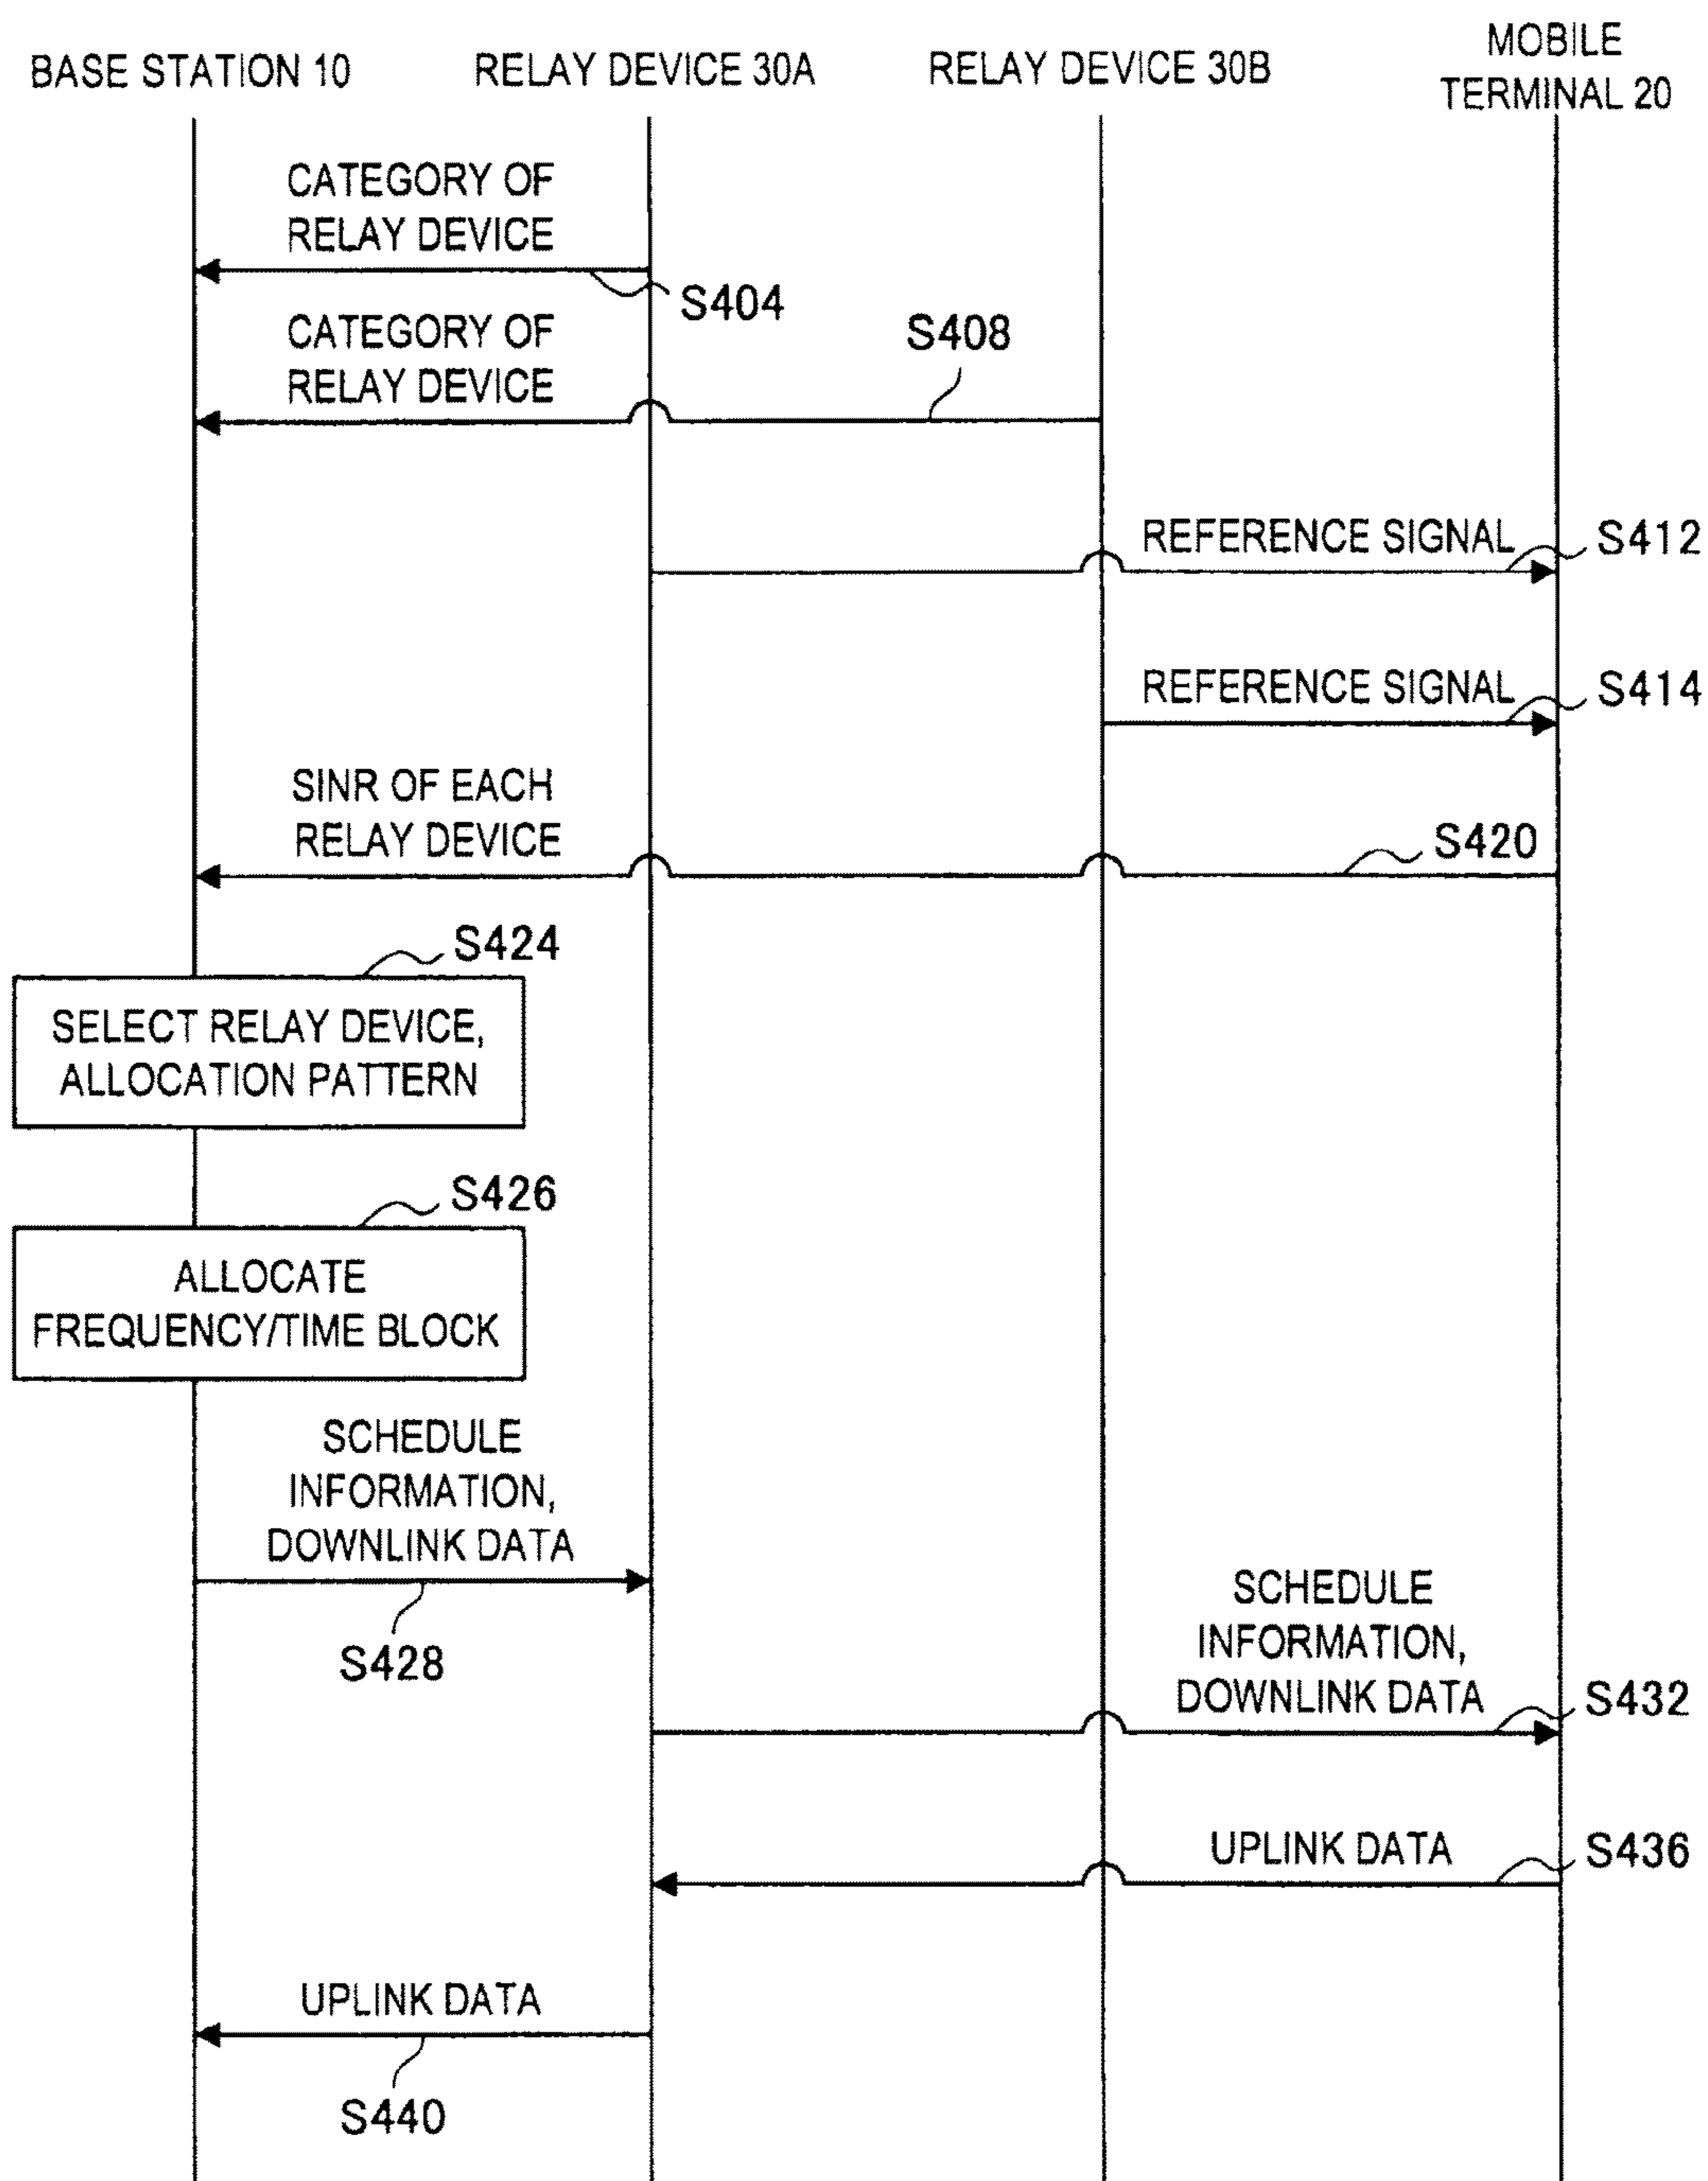 BASE STATION 10
RELAY DEVICE 30A
RELAY DEVICE 30B
MOBILE
TERMINAL 20
CATEGORY OF
RELAY DEVICE
S404
CATEGORY OF
RELAY DEVICE
S408
REFERENCE SIGNAL
S412
REFERENCE SIGNAL
S414
SINR OF EACH
RELAY DEVICE
S420
S424
SELECT RELAY DEVICE,
ALLOCATION PATTERN
S426
ALLOCATE
FREQUENCY/TIME BLOCK
SCHEDULE
INFORMATION,
DOWNLINK DATA
S428
SCHEDULE
INFORMATION,
DOWNLINK DATA
S432
UPLINK DATA
S436
UPLINK DATA
S440